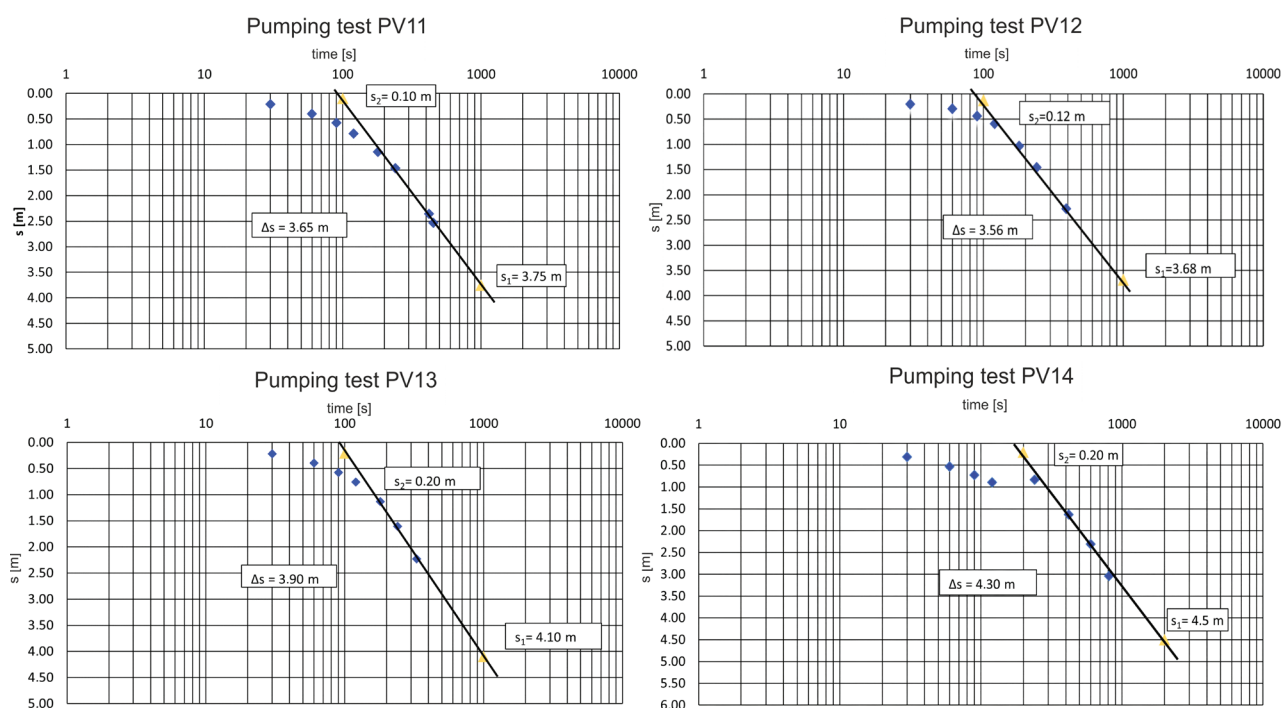 Pumping test PV11
time [s]
1 10 100 1000 10000
0.00
0.50
1.00
1.50
2.00
2.50
3.00
3.50
4.00
4.50
5.00
s [m]
s2= 0.10 m
Δs = 3.65 m
s1= 3.75 m
Pumping test PV12
time [s]
1 10 100 1000 10000
0.00
0.50
1.00
1.50
2.00
2.50
3.00
3.50
4.00
4.50
5.00
s [m]
s2=0.12 m
Δs = 3.56 m
s1=3.68 m
Pumping test PV13
time [s]
1 10 100 1000 10000
0.00
0.50
1.00
1.50
2.00
2.50
3.00
3.50
4.00
4.50
5.00
s [m]
s2= 0.20 m
Δs = 3.90 m
s1= 4.10 m
Pumping test PV14
time [s]
1 10 100 1000 10000
0.00
0.50
1.00
1.50
2.00
2.50
3.00
3.50
4.00
4.50
5.00
5.50
6.00
s [m]
s2= 0.20 m
Δs = 4.30 m
s1= 4.5 m